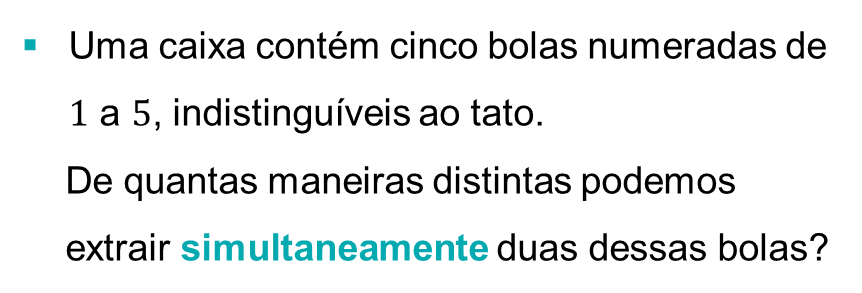 ▪ Uma caixa contém cinco bolas numeradas de
1 a 5, indistinguíveis ao tato.
De quantas maneiras distintas podemos
extrair simultaneamente duas dessas bolas?